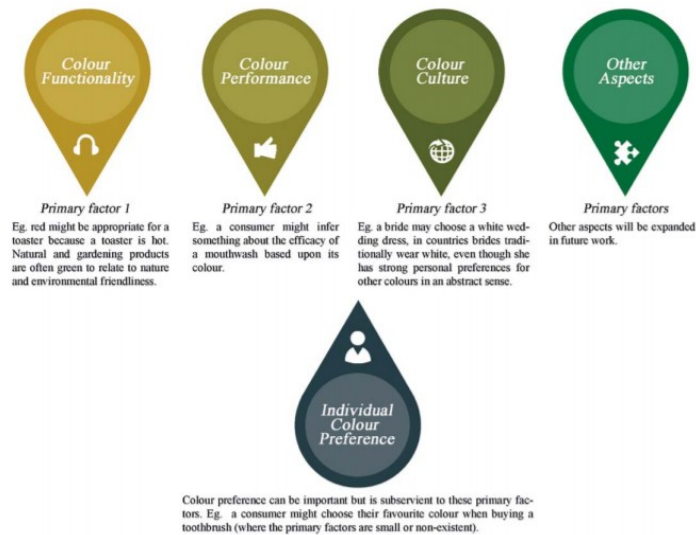 Colour
Functionality
Primary factor 1
Eg. red might be appropriate for a
toaster because a toaster is hot.
Natural and gardening products
are often green to relate to nature
and environmental friendliness.
Colour
Performance
Primary factor 2
Eg. a consumer might infer
something about the efficacy of
a mouthwash based upon its
colour.
Colour
Culture
Primary factor 3
Eg. a bride may choose a white wed-
ding dress, in countries brides tradi-
tionally wear white, even though she
has strong personal preferences for
other colours in an abstract sense.
Other
Aspects
Primary factors
Other aspects will be expanded
in future work.
Individual
Colour
Preference
Colour preference can be important but is subservient to these primary fac-
tors. Eg. a consumer might choose their favourite colour when buying a
toothbrush (where the primary factors are small or non-existent).